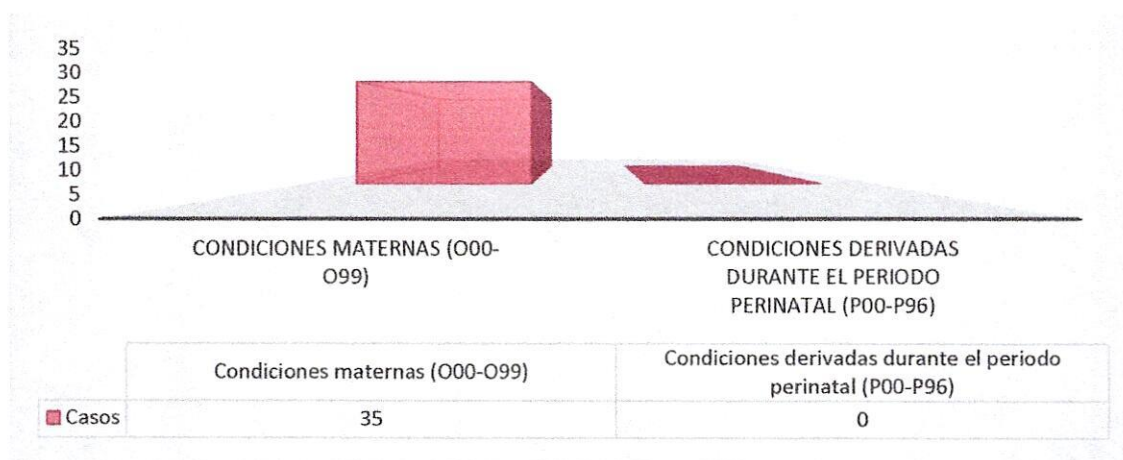 35
30
25
20
15
10
5
0
CONDICIONES MATERNAS (O00-
O99)
CONDICIONES DERIVADAS
DURANTE EL PERIODO
PERINATAL (P00-P96)
Condiciones maternas (O00-O99)
Condiciones derivadas durante el periodo
perinatal (P00-P96)
Casos
35
0